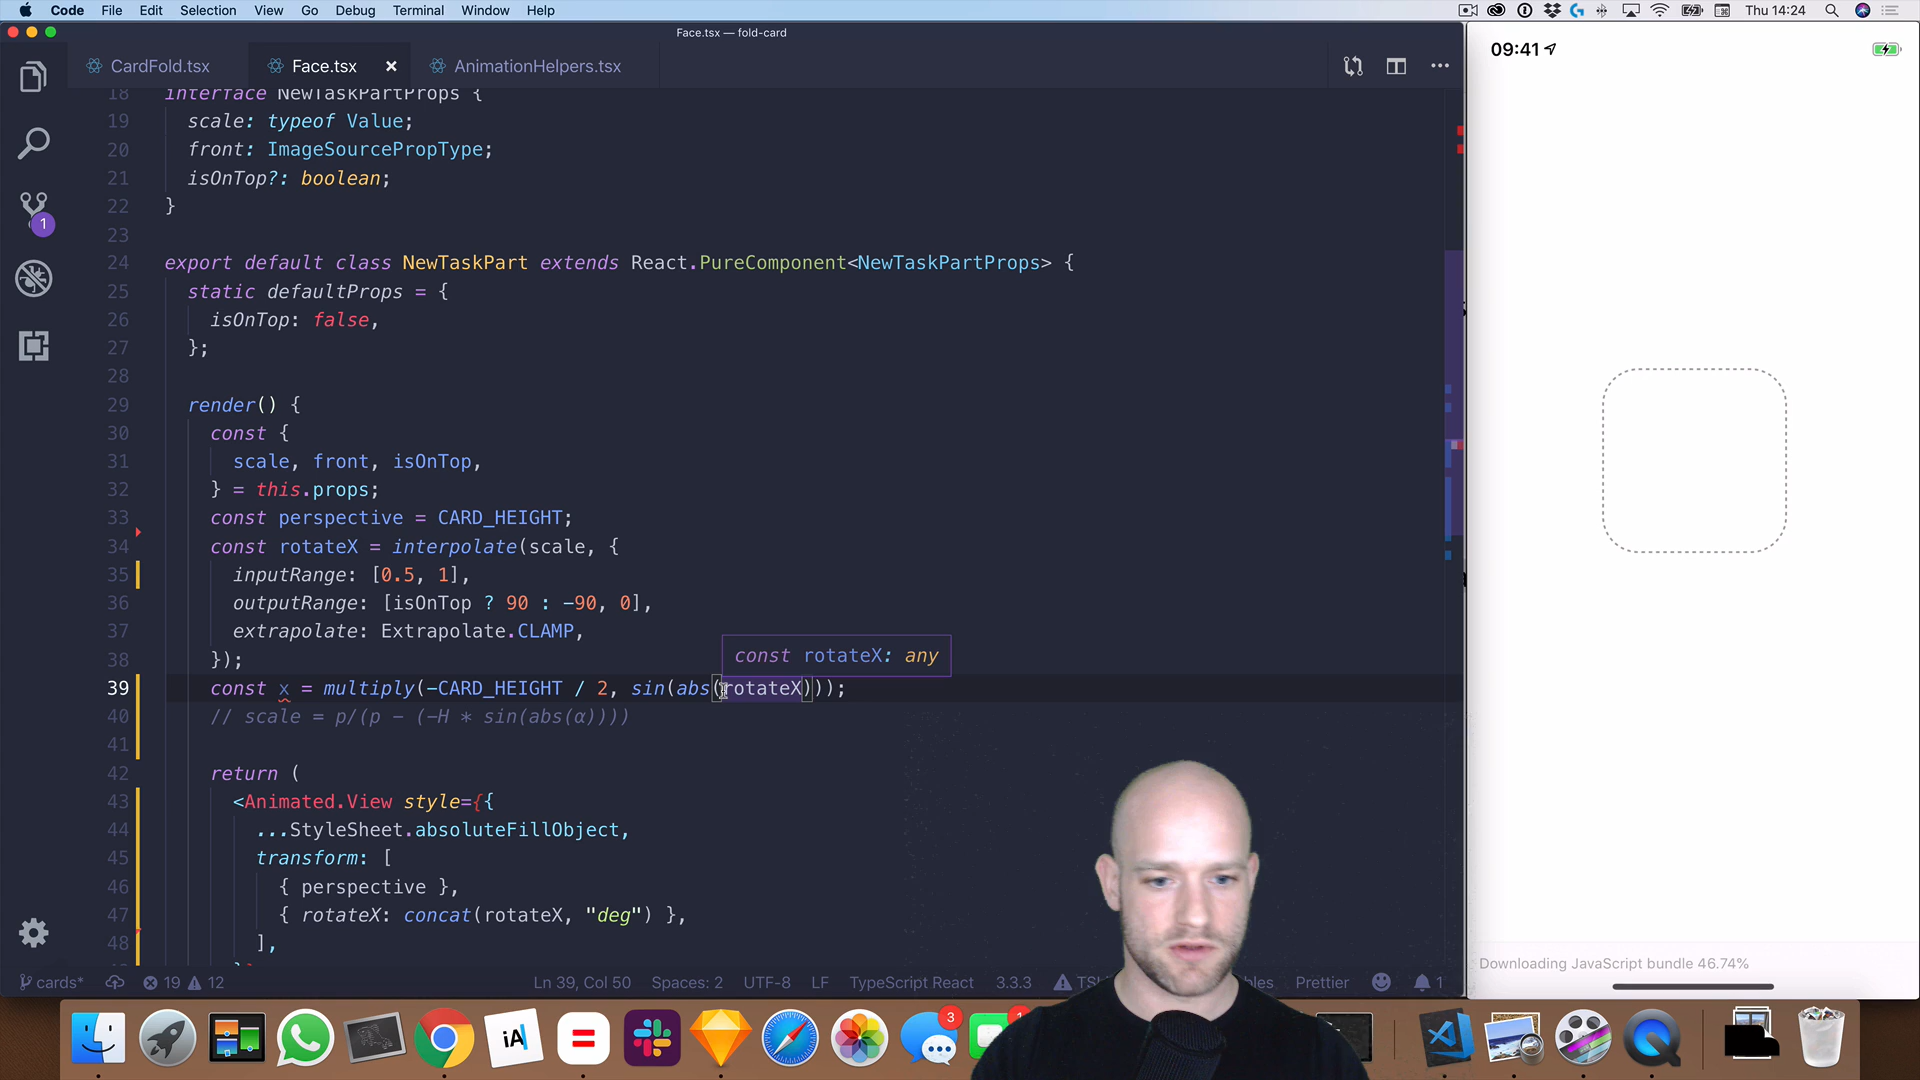 Code File Edit Selection View Go Debug Terminal Window Help
Thu 14:24
Face.tsx — fold-card
CardFold.tsx
Face.tsx
AnimationHelpers.tsx
09:41
18 interface NewTaskPartProps {
19 scale: typeof Value;
20 front: ImageSourcePropType;
21 isOnTop?: boolean;
22 }
23
24 export default class NewTaskPart extends React.PureComponent<NewTaskPartProps> {
25 static defaultProps = {
26 isOnTop: false,
27 };
28
29 render() {
30 const {
31 scale, front, isOnTop,
32 } = this.props;
33 const perspective = CARD_HEIGHT;
34 const rotateX = interpolate(scale, {
35 inputRange: [0.5, 1],
36 outputRange: [isOnTop ? 90 : -90, 0],
37 extrapolate: Extrapolate.CLAMP,
38 });
const rotateX: any
39 const x = multiply(-CARD_HEIGHT / 2, sin(abs(rotateX)));
40 // scale = p/(p - (-H * sin(abs(α))))
41
42 return (
43 <Animated.View style={{
44 ...StyleSheet.absoluteFillObject,
45 transform: [
46 { perspective },
47 { rotateX: concat(rotateX, "deg") },
48 ],
1
Downloading JavaScript bundle 46.74%
cards* 19 12 Ln 39, Col 50 Spaces: 2 UTF-8 LF TypeScript React 3.3.3 Prettier 1
iA
3